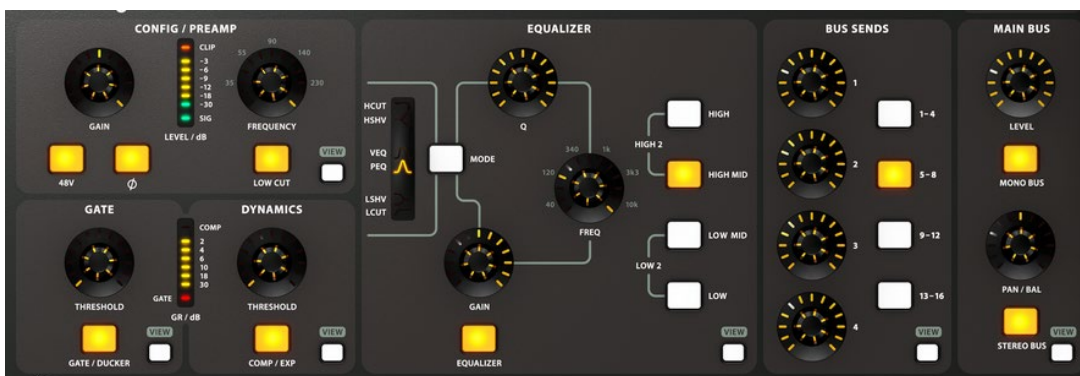 CONFIG / PREAMP
CLIP
-3
-6
-9
-12
-18
-30
SIG
LEVEL / dB
GAIN
48V
Ø
35
55
90
140
230
FREQUENCY
LOW CUT
VIEW
GATE
THRESHOLD
GATE / DUCKER
VIEW
COMP
2
4
6
10
18
30
GATE
GR / dB
DYNAMICS
THRESHOLD
COMP / EXP
VIEW
EQUALIZER
HCUT
HSHV
VEQ
PEQ
LSHV
LCUT
MODE
Q
40
120
340
1k
3k3
10k
FREQ
GAIN
EQUALIZER
HIGH
HIGH 2
HIGH MID
LOW MID
LOW 2
LOW
VIEW
BUS SENDS
1
2
3
4
1-4
5-8
9-12
13-16
VIEW
MAIN BUS
LEVEL
MONO BUS
PAN / BAL
STEREO BUS
VIEW